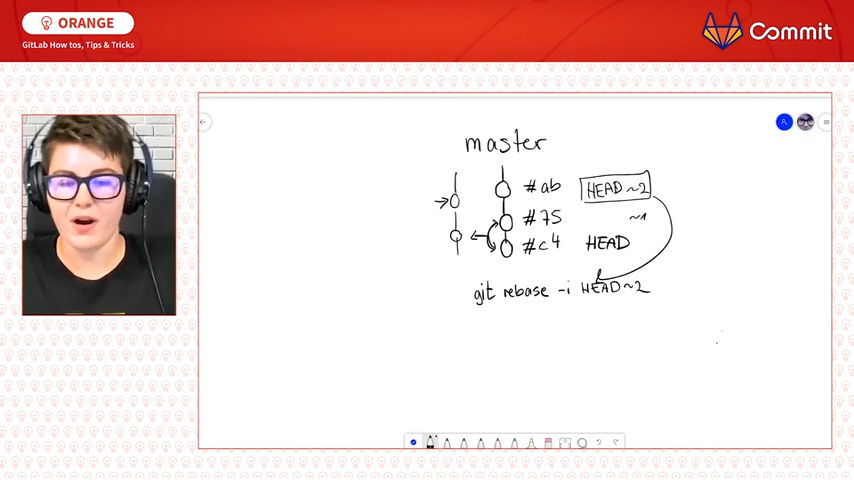 ORANGE
GitLab How tos, Tips & Tricks
Commit
master
#ab HEAD~2
#75 ~1
#c4 HEAD
git rebase -i HEAD~2